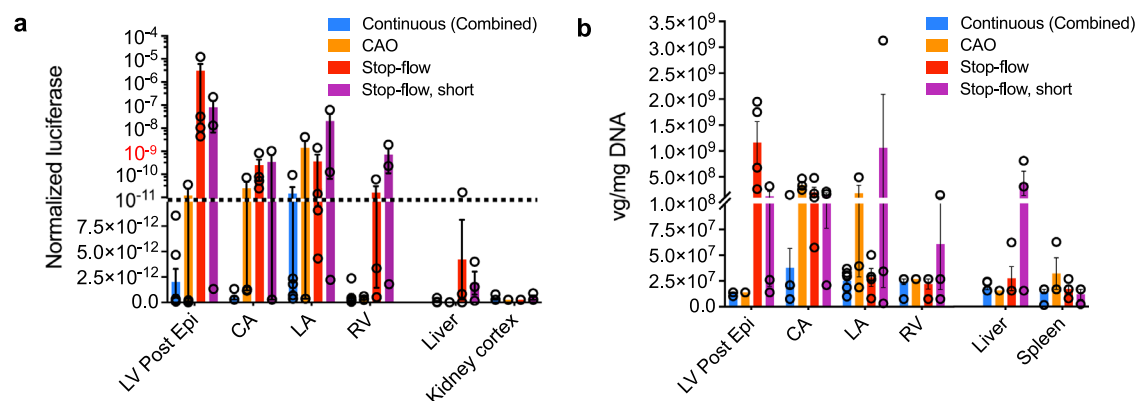 a
Continuous (Combined)
CAO
Stop-flow
Stop-flow, short
Normalized luciferase
10⁻⁴
10⁻⁵
10⁻⁶
10⁻⁷
10⁻⁸
10⁻⁹
10⁻¹⁰
10⁻¹¹
7.5×10⁻¹²
5.0×10⁻¹²
2.5×10⁻¹²
0.0
LV Post Epi
CA
LA
RV
Liver
Kidney cortex
b
Continuous (Combined)
CAO
Stop-flow
Stop-flow, short
vg/mg DNA
3.5×10⁹
3.0×10⁹
2.5×10⁹
2.0×10⁹
1.5×10⁹
1.0×10⁹
5.0×10⁸
1.0×10⁸
7.5×10⁷
5.0×10⁷
2.5×10⁷
0.0
LV Post Epi
CA
LA
RV
Liver
Spleen